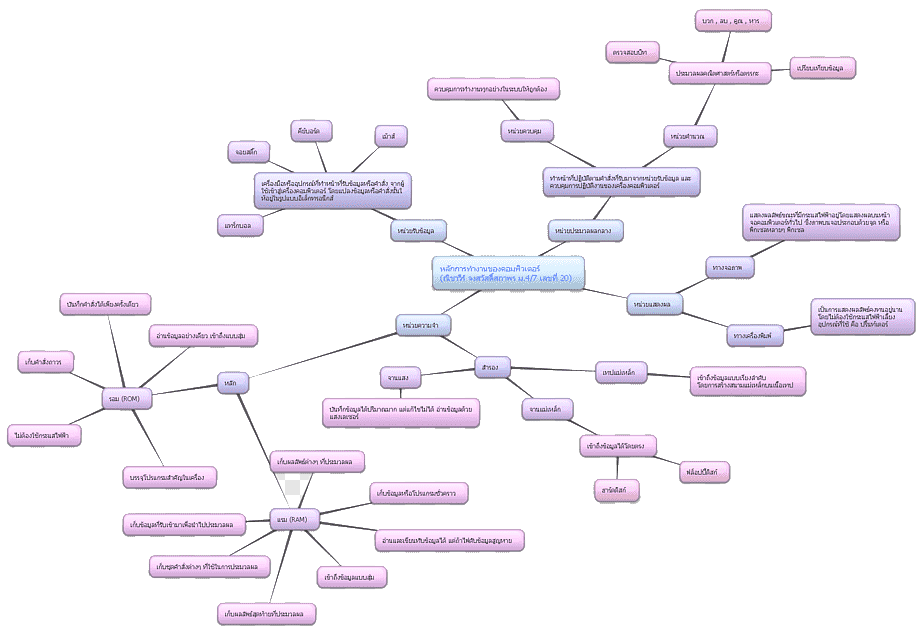 บวก , ลบ , คูณ , หาร
ตรวจสอบบิท
ประมวลผลคณิตศาสตร์หรือตรรกะ
เปรียบเทียบข้อมูล
ควบคุมการทำงานทุกอย่างในระบบให้ถูกต้อง
หน่วยควบคุม
หน่วยคำนวณ
คีย์บอร์ด
เม้าส์
จอยสติ๊ก
เครื่องมือหรืออุปกรณ์ที่ทำหน้าที่รับข้อมูลหรือคำสั่ง จากผู้
ใช้เข้าสู่เครื่องคอมพิวเตอร์ โดยแปลงข้อมูลหรือคำสั่งนั้นใ
ห้อยู่ในรูปแบบอิเล็กทรอนิกส์
แทร็กบอล
หน่วยรับข้อมูล
ทำหน้าที่ปฏิบัติตามคำสั่งที่รับมาจากหน่วยรับข้อมูล และ
ควบคุมการปฏิบัติงานของเครื่องคอมพิวเตอร์
หน่วยประมวลผลกลาง
หลักการทำงานของคอมพิวเตอร์
ม.4/7 เลขที่ 20)
แสดงผลลัพธ์ขณะที่มีกระแสไฟฟ้าอยู่โดยแสดงผลบนหน้า
จอคอมพิวเตอร์ทั่วไป ซึ่งภาพบนจอประกอบด้วยจุด หรือ
พิกเซลหลายๆ พิกเซล
ทางจอภาพ
หน่วยแสดงผล
เป็นการแสดงผลลัพธ์คงทนอยู่นาน
โดยไม่ต้องใช้กระแสไฟฟ้าเลี้ยง
อุปกรณ์ที่ใช้ คือ ปริ้นท์เตอร์
ทางเครื่องพิมพ์
หน่วยความจำ
บันทึกคำสั่งได้เพียงครั้งเดียว
อ่านข้อมูลอย่างเดียว เข้าถึงแบบสุ่ม
เก็บคำสั่งถาวร
หลัก
รอม (ROM)
ไม่ต้องใช้กระแสไฟฟ้า
บรรจุโปรแกรมสำคัญในเครื่อง
สำรอง
จานแสง
เทปแม่เหล็ก
เข้าถึงข้อมูลแบบเรียงลำดับ
โดยการสร้างสนามแม่เหล็กบนเนื้อเทป
บันทึกข้อมูลได้ปริมาณมาก แต่แก้ไขไม่ได้ อ่านข้อมูลด้วย
แสงเลเซอร์
จานแม่เหล็ก
เข้าถึงข้อมูลได้โดยตรง
ฟล็อปปี้ดิสก์
ฮาร์ดดิสก์
เก็บผลลัพธ์ต่างๆ ที่ประมวลผล
เก็บข้อมูลหรือโปรแกรมชั่วคราว
แรม (RAM)
เก็บข้อมูลที่รับเข้ามาเพื่อนำไปประมวลผล
อ่านและเขียนทับข้อมูลได้ แต่ถ้าไฟดับข้อมูลสูญหาย
เก็บชุดคำสั่งต่างๆ ที่ใช้ในการประมวลผล
เข้าถึงข้อมูลแบบสุ่ม
เก็บผลลัพธ์สุดท้ายที่ประมวลผล